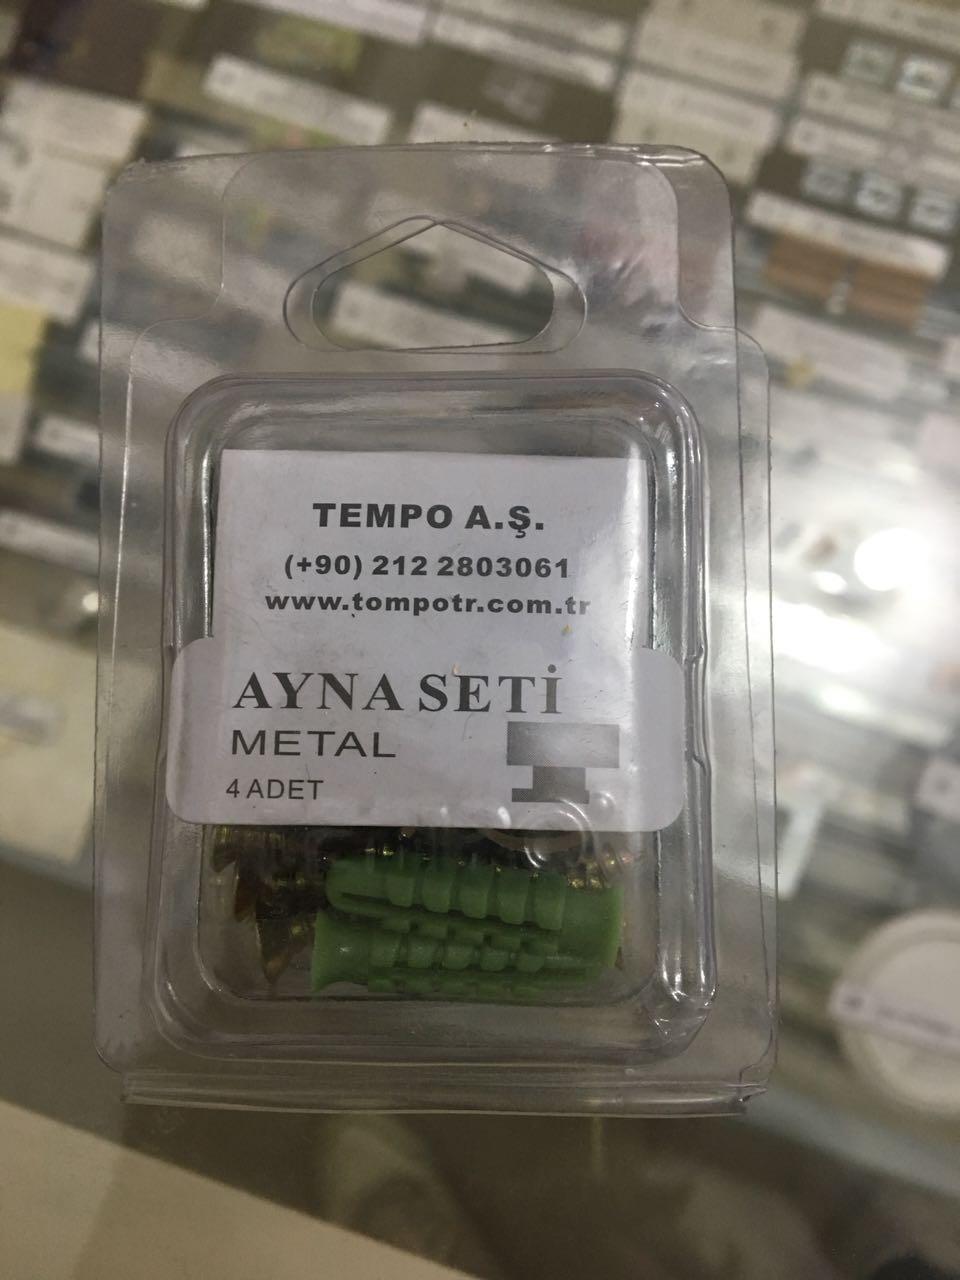 TEMPO A.Ş.
(+90) 212 2803061
www.tompotr.com.tr
AYNA SETİ
METAL
4 ADET